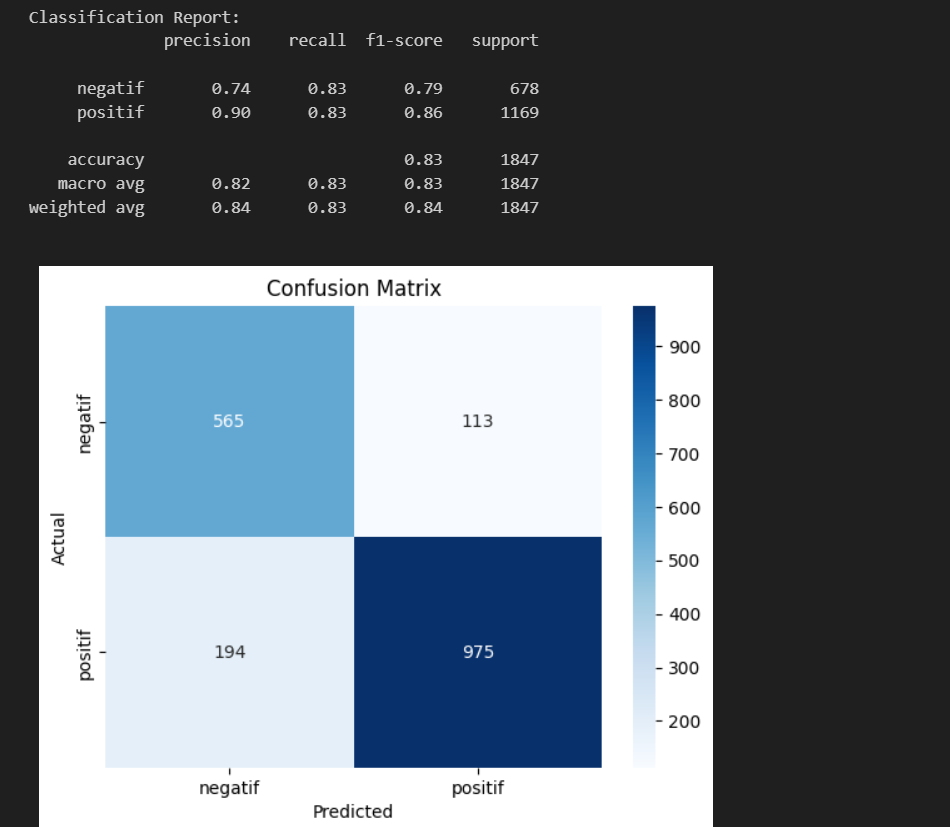 Classification Report:
precision recall f1-score support
negatif 0.74 0.83 0.79 678
positif 0.90 0.83 0.86 1169
accuracy 0.83 1847
macro avg 0.82 0.83 0.83 1847
weighted avg 0.84 0.83 0.84 1847
Confusion Matrix
Actual
negatif
positif
565 113
194 975
negatif positif
Predicted
900
800
700
600
500
400
300
200